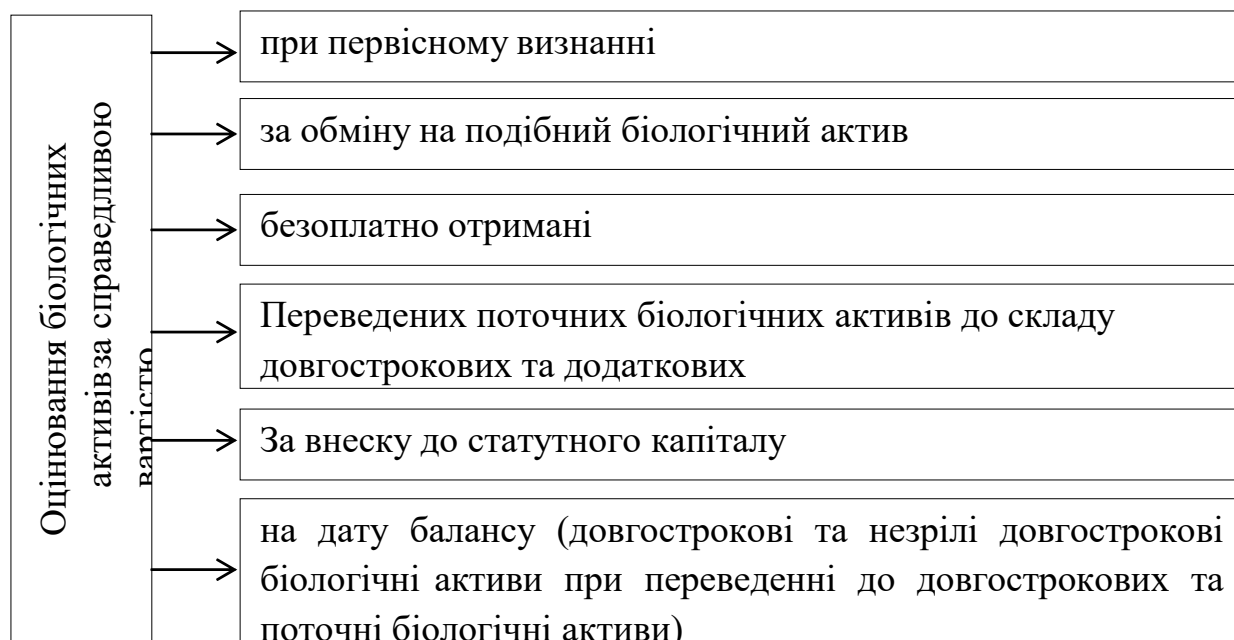 Оцінювання біологічних
активівза справедливою
вартістю
при первісному визнанні
за обміну на подібний біологічний актив
безоплатно отримані
Переведених поточних біологічних активів до складу
довгострокових та додаткових
За внеску до статутного капіталу
на дату балансу (довгострокові та незрілі довгострокові
біологічні активи при переведенні до довгострокових та
поточні біологічні активи)